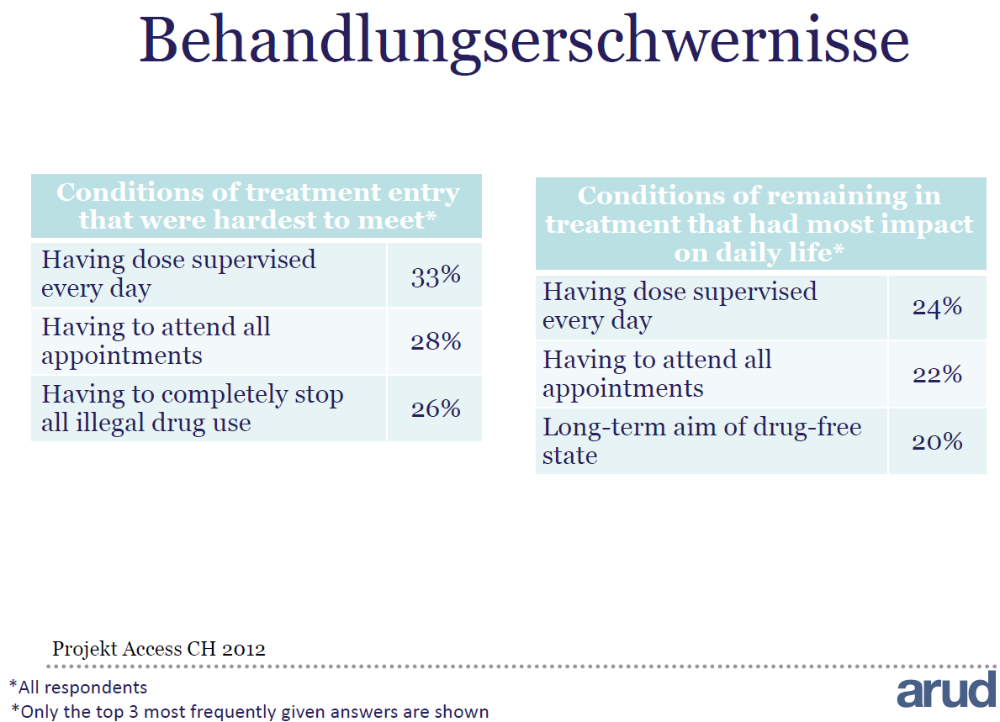 Behandlungserschwernisse
Conditions of treatment entry
that were hardest to meet*
Having dose supervised
every day
33%
Having to attend all
appointments
28%
Having to completely stop
all illegal drug use
26%
Conditions of remaining in
treatment that had most impact
on daily life*
Having dose supervised
every day
24%
Having to attend all
appointments
22%
Long-term aim of drug-free
state
20%
Projekt Access CH 2012
*All respondents
*Only the top 3 most frequently given answers are shown
arud